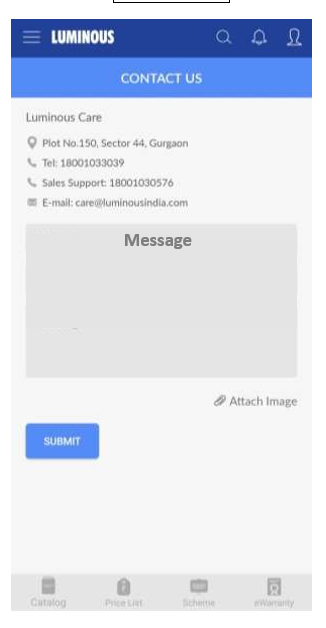 LUMINOUS
CONTACT US
Luminous Care
Plot No.150, Sector 44, Gurgaon
Tel: 18001033039
Sales Support: 18001030576
E-mail: care@luminousindia.com
Message
Attach Image
SUBMIT
Catalog Price List Scheme eWarranty